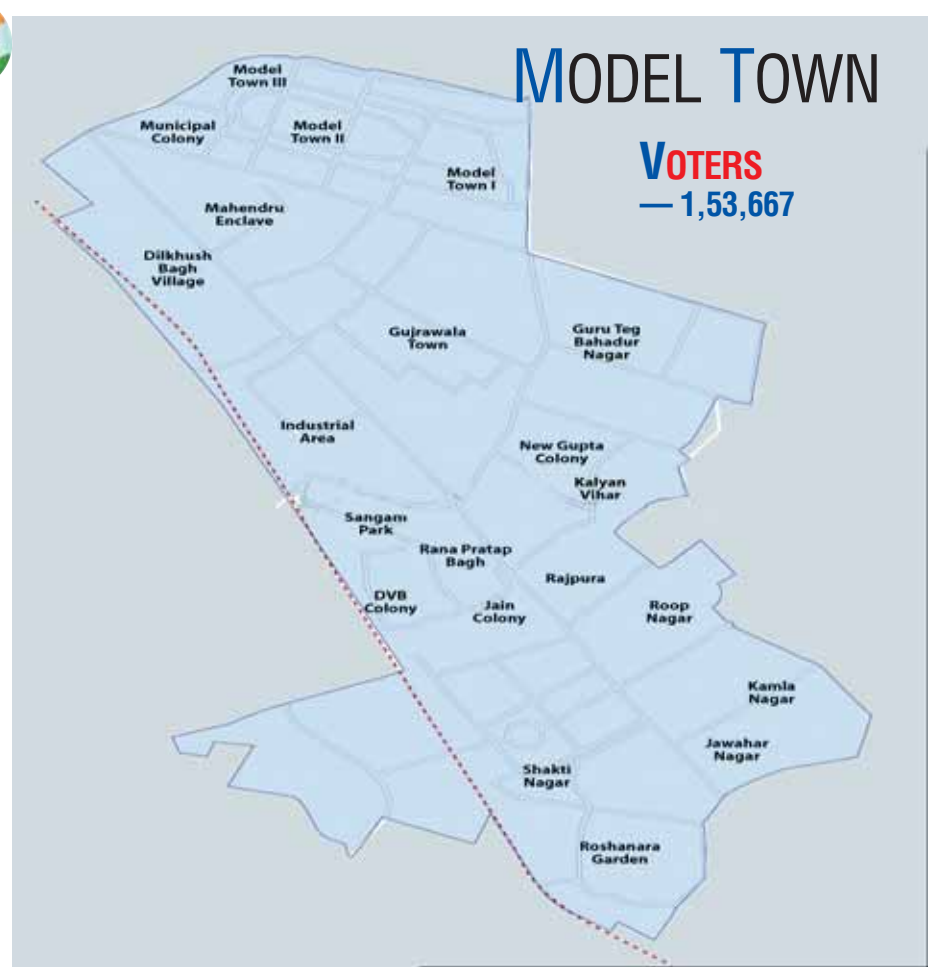 MODEL TOWN
VOTERS
— 1,53,667
Model
Town III
Municipal
Colony
Model
Town II
Model
Town I
Mahendru
Enclave
Dilkhush
Bagh
Village
Gujrawala
Town
Guru Teg
Bahadur
Nagar
Industrial
Area
New Gupta
Colony
Kalyan
Vihar
Sangam
Park
Rana Pratap
Bagh
Rajpura
DVB
Colony
Jain
Colony
Roop
Nagar
Kamla
Nagar
Jawahar
Nagar
Shakti
Nagar
Roshanara
Garden